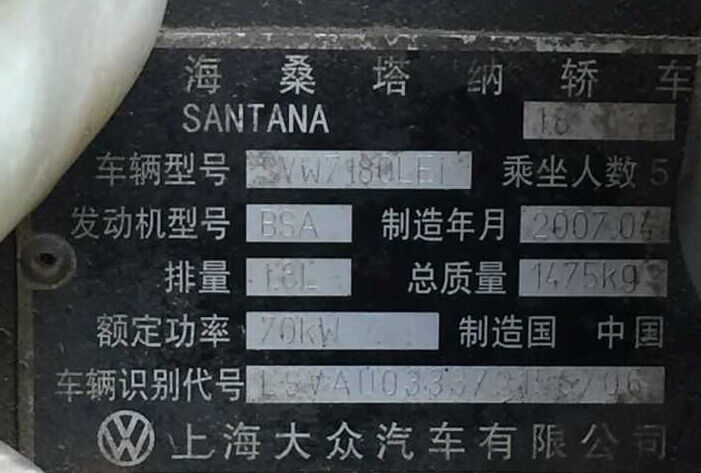 海桑塔纳轿车
SANTANA 1.8
车辆型号 SVW7180LEI 乘坐人数 5
发动机型号 BSA 制造年月 2007.04
排量 1.8L 总质量 1475kg
额定功率 70kW 制造国 中国
车辆识别代号
上海大众汽车有限公司